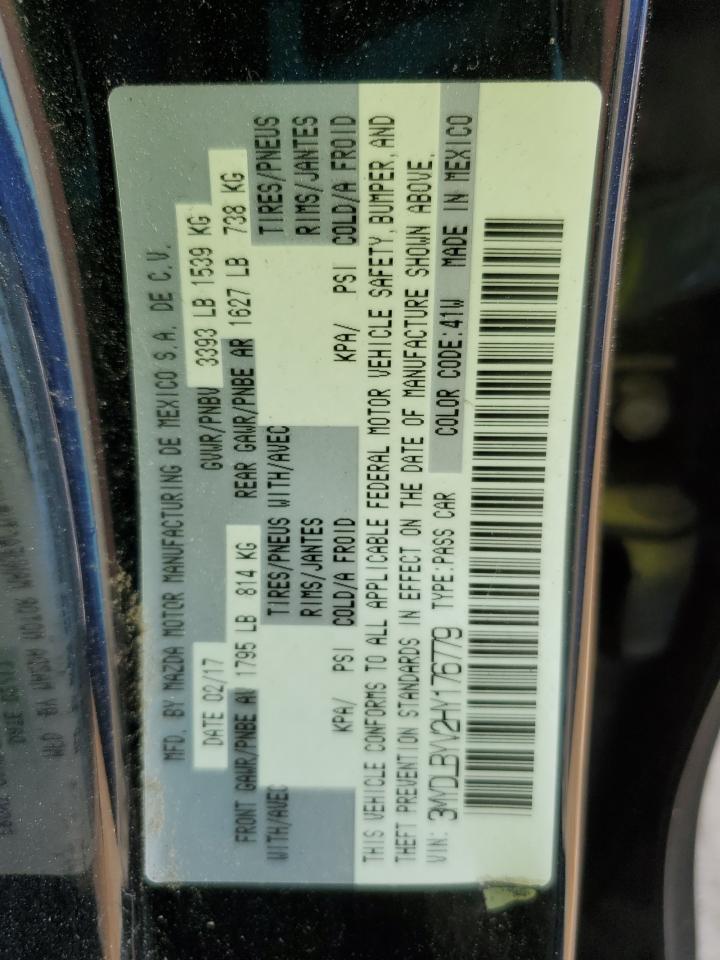 MFD. BY MAZDA MOTOR MANUFACTURING DE MEXICO S.A. DE C.V.
DATE 02/17 GVWR/PNBV 3393 LB 1539 KG
FRONT GAWR/PNBE AV 1795 LB 814 KG REAR GAWR/PNBE AR 1627 LB 738 KG
WITH/AVEC TIRES/PNEUS WITH/AVEC TIRES/PNEUS
RIMS/JANTES RIMS/JANTES
KPA/ PSI COLD/A FROID KPA/ PSI COLD/A FROID
THIS VEHICLE CONFORMS TO ALL APPLICABLE FEDERAL MOTOR VEHICLE SAFETY, BUMPER, AND
THEFT PREVENTION STANDARDS IN EFFECT ON THE DATE OF MANUFACTURE SHOWN ABOVE.
VIN: 3MYDLBYV2HY176779 TYPE:PASS CAR COLOR CODE:41W MADE IN MEXICO